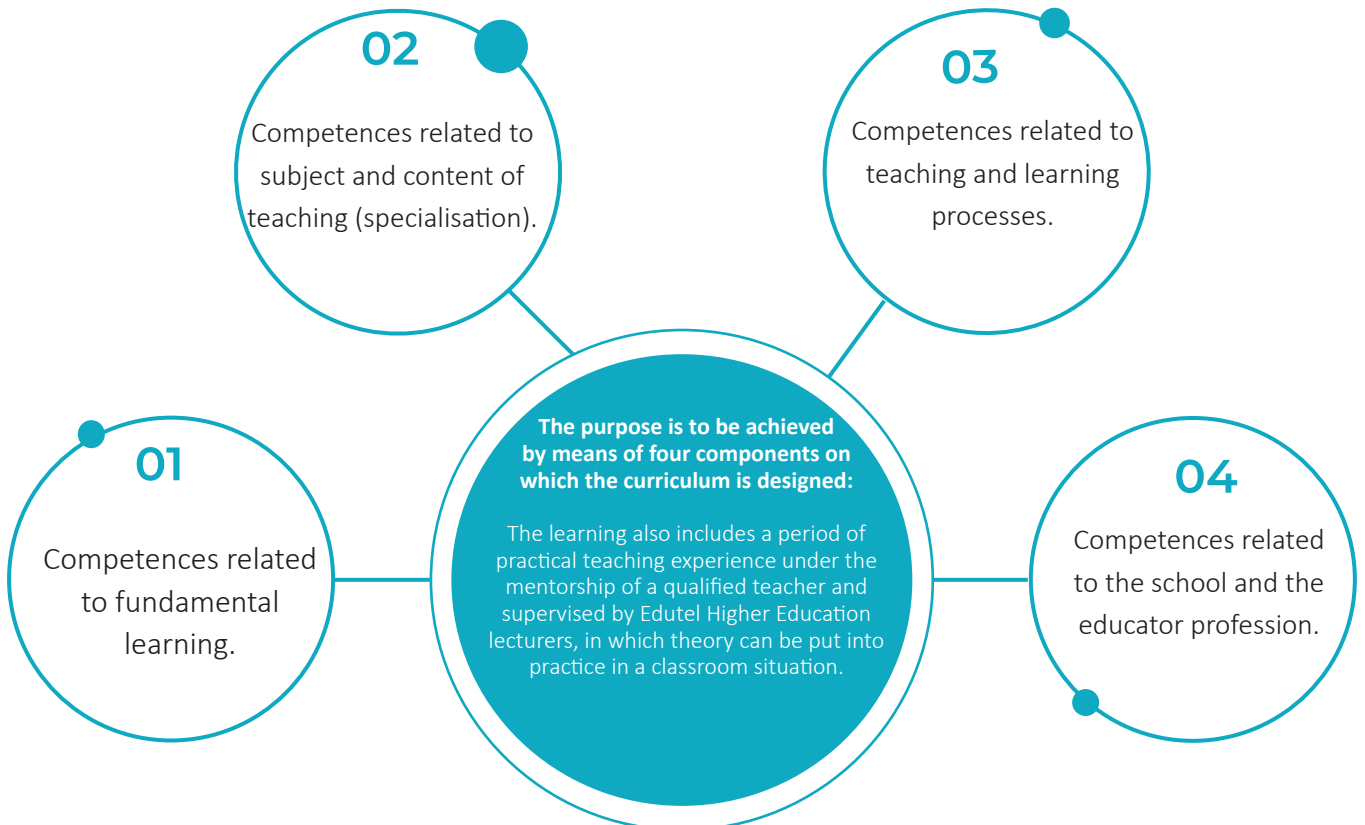 01
Competences related
to fundamental
learning.
02
Competences related to
subject and content of
teaching (specialisation).
03
Competences related to
teaching and learning
processes.
04
Competences related
to the school and the
educator profession.
The purpose is to be achieved
by means of four components on
which the curriculum is designed:
The learning also includes a period of
practical teaching experience under the
mentorship of a qualified teacher and
supervised by Edutel Higher Education
lecturers, in which theory can be put into
practice in a classroom situation.